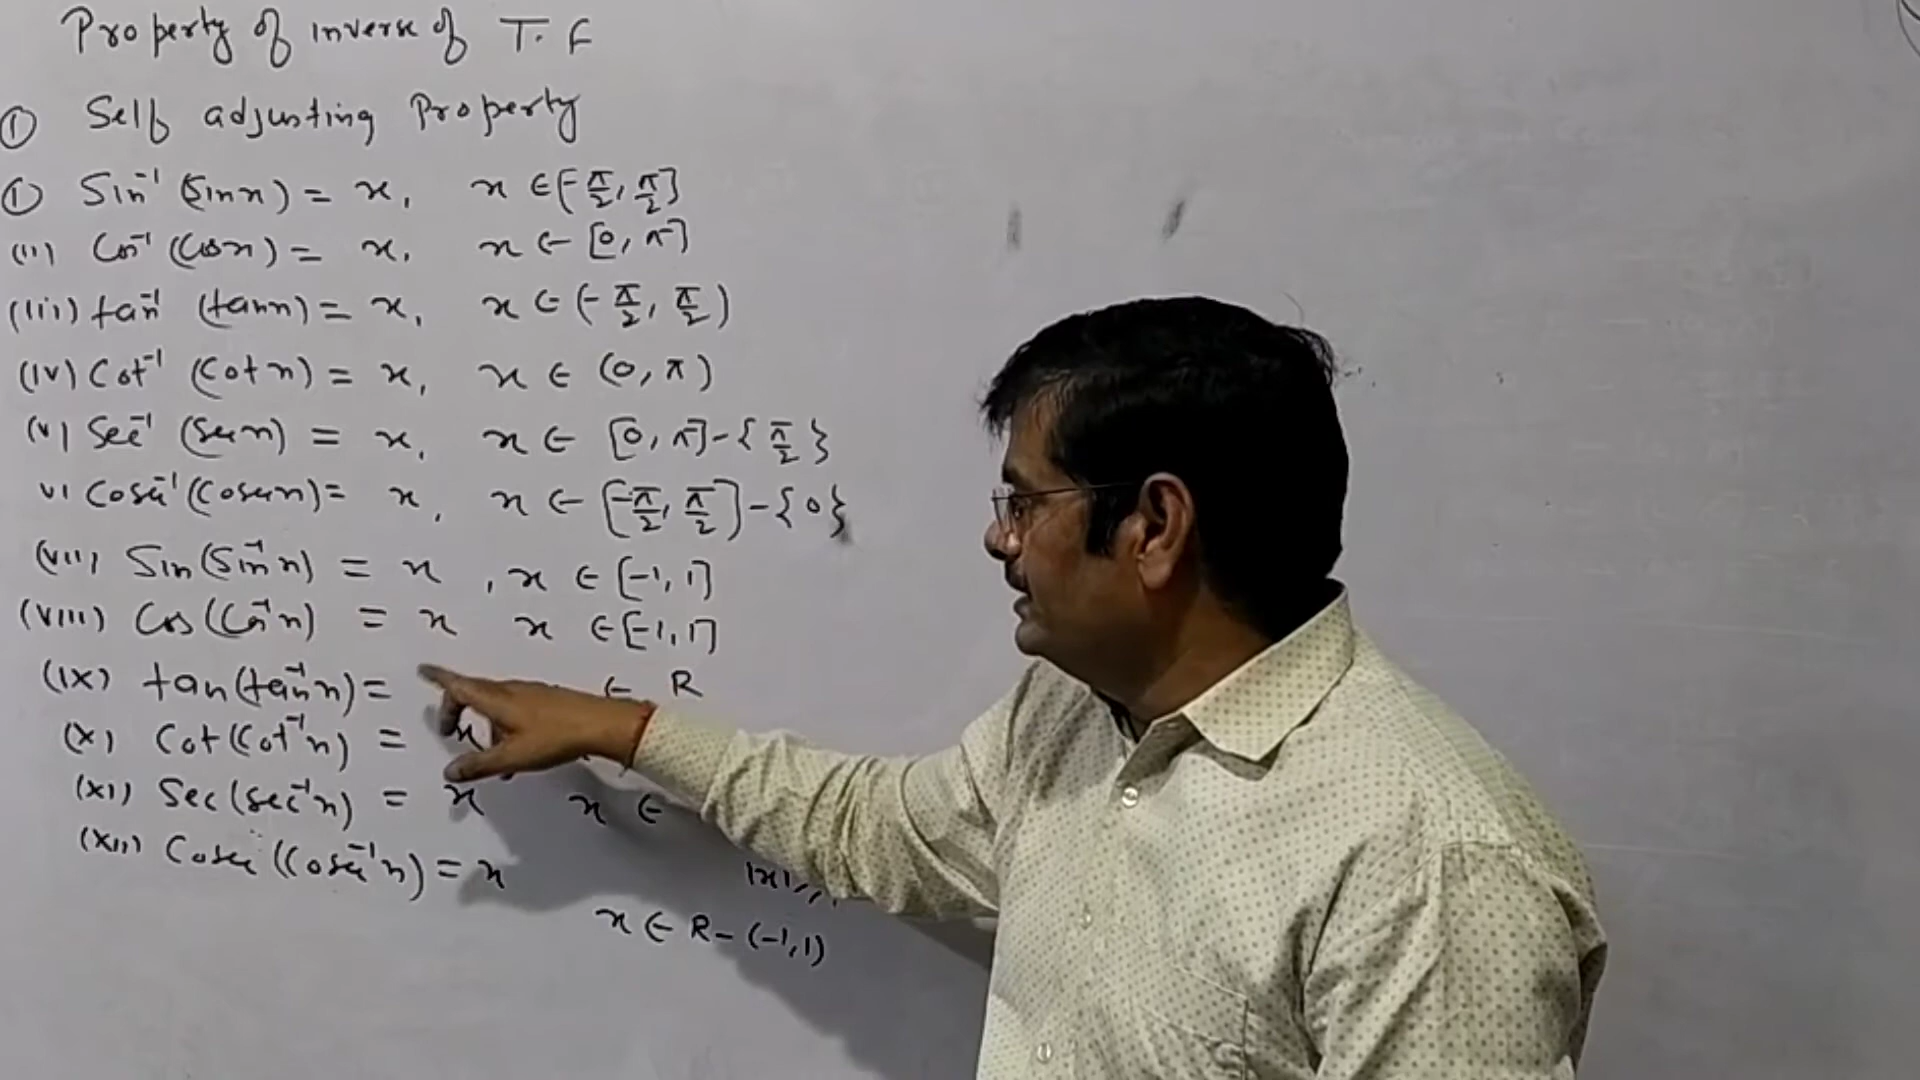 Property of inverse of T.F
① Self adjusting Property
① Sin⁻¹ (Sinx) = x, x ∈ [-π/2, π/2]
(ii) Cos⁻¹ (Cosx) = x, x ∈ [0, π]
(iii) tan⁻¹ (tanx) = x, x ∈ (-π/2, π/2)
(iv) Cot⁻¹ (Cotx) = x, x ∈ (0, π)
(v) Sec⁻¹ (Secx) = x, x ∈ [0, π]-{π/2}
vi Cosec⁻¹ (Cosecx) = x, x ∈ [-π/2, π/2]-{0}
(vii) Sin(Sin⁻¹x) = x , x ∈ [-1, 1]
(viii) Cos(Cos⁻¹x) = x x ∈ [-1, 1]
(ix) tan(tan⁻¹x) = ∈ R
(x) Cot(Cot⁻¹x) = x
(xi) Sec(Sec⁻¹x) = x x ∈
(xii) Cosec(Cosec⁻¹x) = x
x ∈ R-(-1,1)